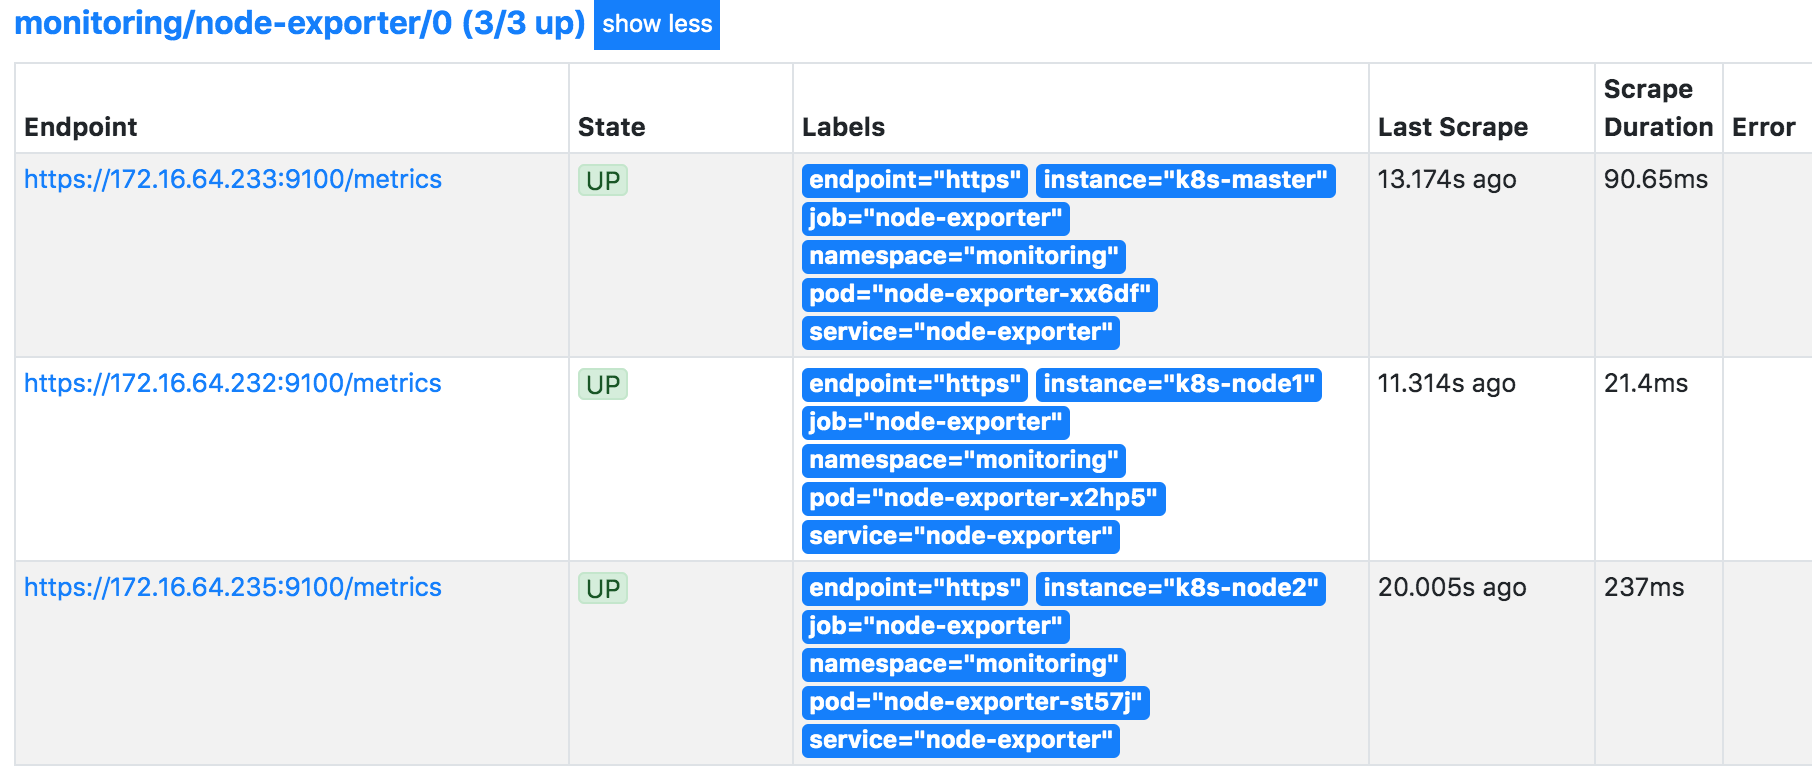 monitoring/node-exporter/0 (3/3 up) show less
Endpoint State Labels Last Scrape Scrape Duration Error
https://172.16.64.233:9100/metrics UP endpoint="https" instance="k8s-master" 13.174s ago 90.65ms
job="node-exporter"
namespace="monitoring"
pod="node-exporter-xx6df"
service="node-exporter"
https://172.16.64.232:9100/metrics UP endpoint="https" instance="k8s-node1" 11.314s ago 21.4ms
job="node-exporter"
namespace="monitoring"
pod="node-exporter-x2hp5"
service="node-exporter"
https://172.16.64.235:9100/metrics UP endpoint="https" instance="k8s-node2" 20.005s ago 237ms
job="node-exporter"
namespace="monitoring"
pod="node-exporter-st57j"
service="node-exporter"